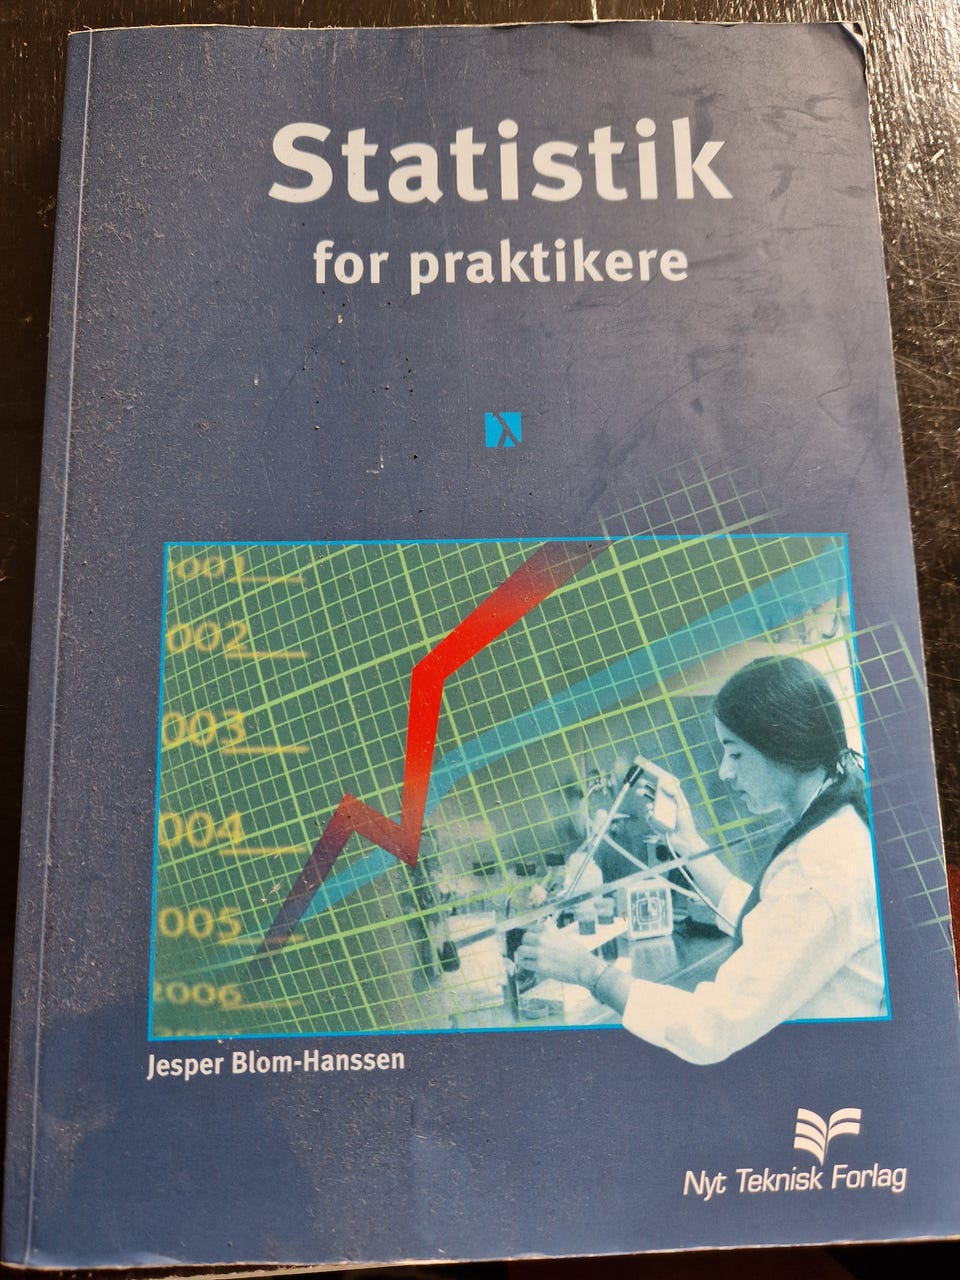 Statistik
for praktikere
001
002
003
004
005
2006
Jesper Blom-Hanssen
Nyt Teknisk Forlag